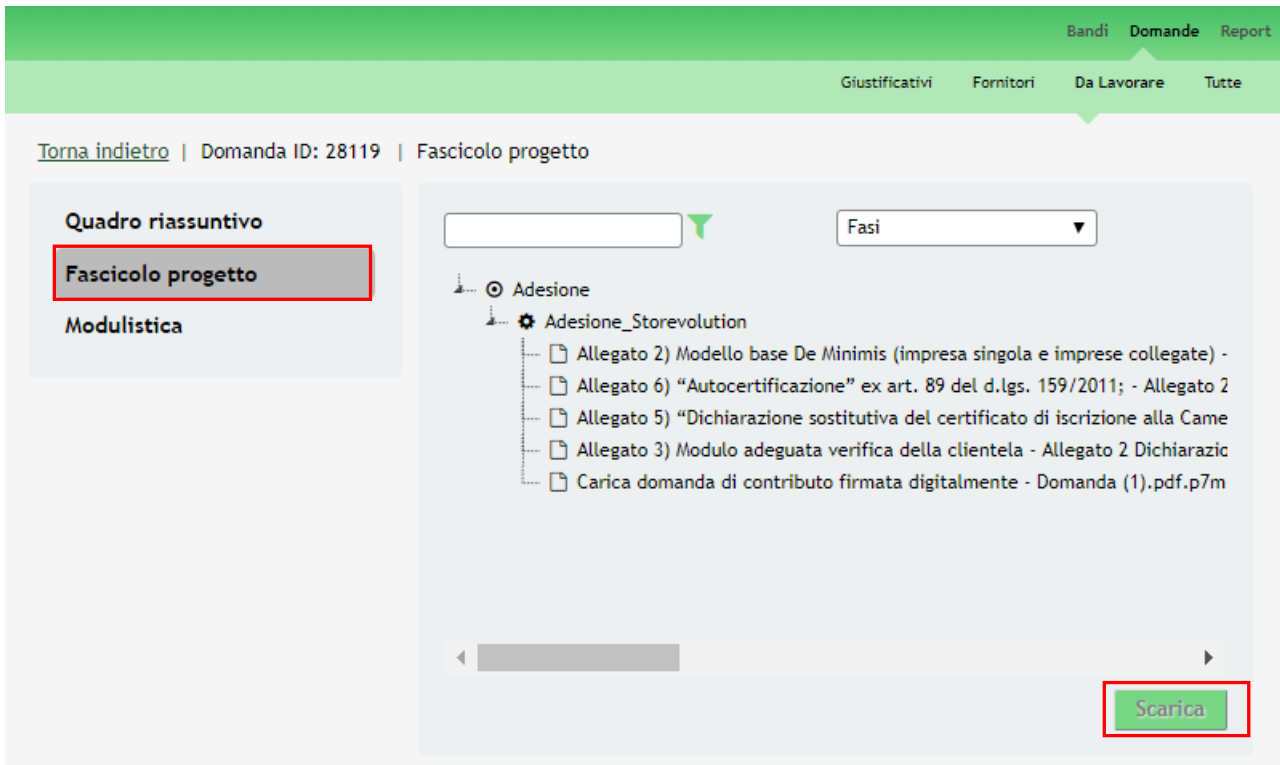 Bandi Domande Report
Giustificativi Fornitori Da Lavorare Tutte
Torna indietro | Domanda ID: 28119 | Fascicolo progetto
Quadro riassuntivo
Fascicolo progetto
Modulistica
Fasi
Adesione
Adesione_Storevolution
Allegato 2) Modello base De Minimis (impresa singola e imprese collegate) -
Allegato 6) “Autocertificazione” ex art. 89 del d.lgs. 159/2011; - Allegato 2
Allegato 5) “Dichiarazione sostitutiva del certificato di iscrizione alla Came
Allegato 3) Modulo adeguata verifica della clientela - Allegato 2 Dichiarazio
Carica domanda di contributo firmata digitalmente - Domanda (1).pdf.p7m
Scarica